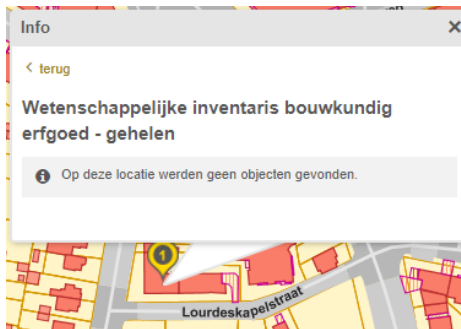 Info
terug
Wetenschappelijke inventaris bouwkundig
erfgoed - gehelen
Op deze locatie werden geen objecten gevonden.
1
Lourdeskapelstraat